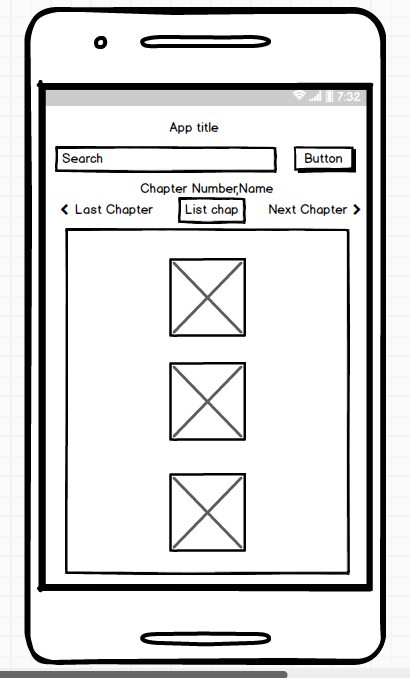 7:32
App title
Search
Button
Chapter Number,Name
Last Chapter
List chap
Next Chapter